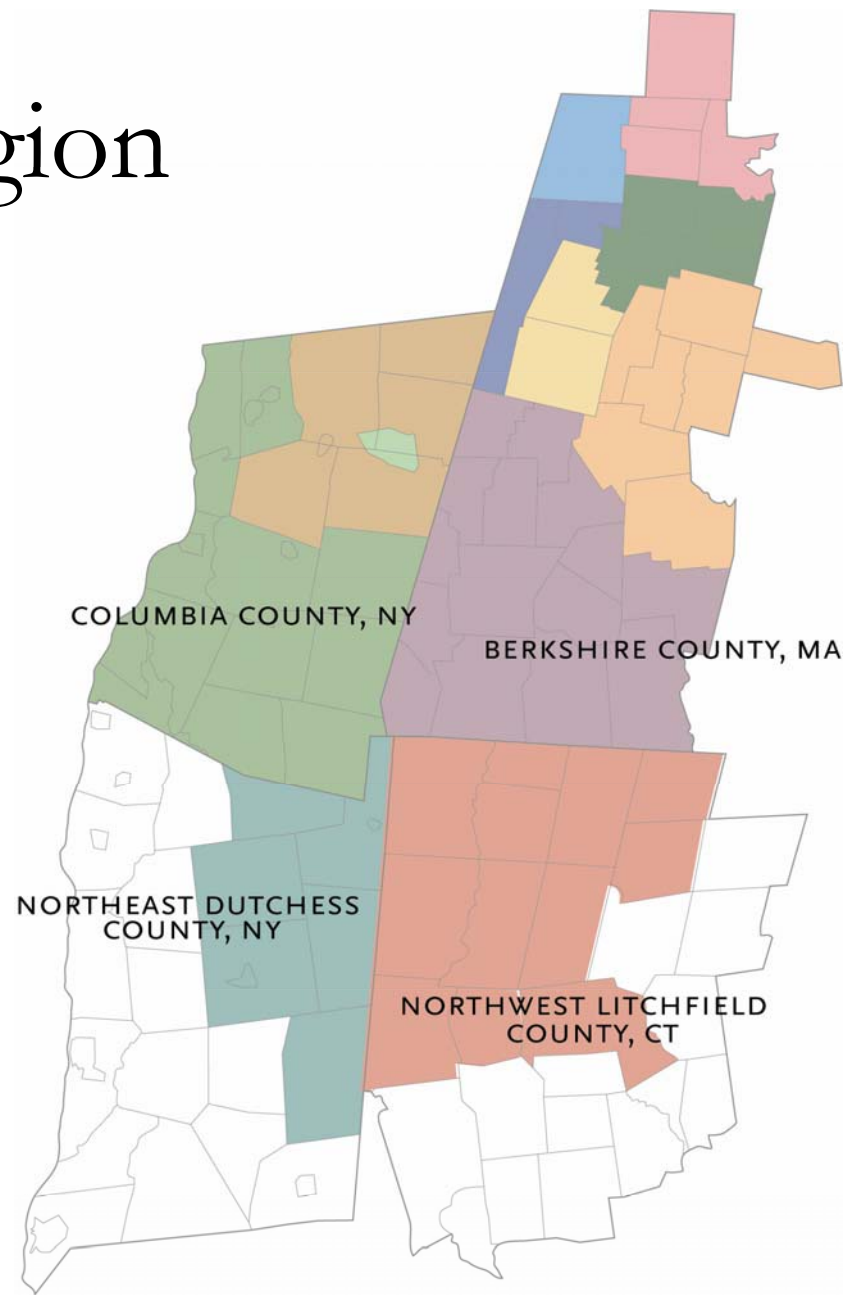 gion
COLUMBIA COUNTY, NY
BERKSHIRE COUNTY, MA
NORTHEAST DUTCHESS
COUNTY, NY
NORTHWEST LITCHFIELD
COUNTY, CT